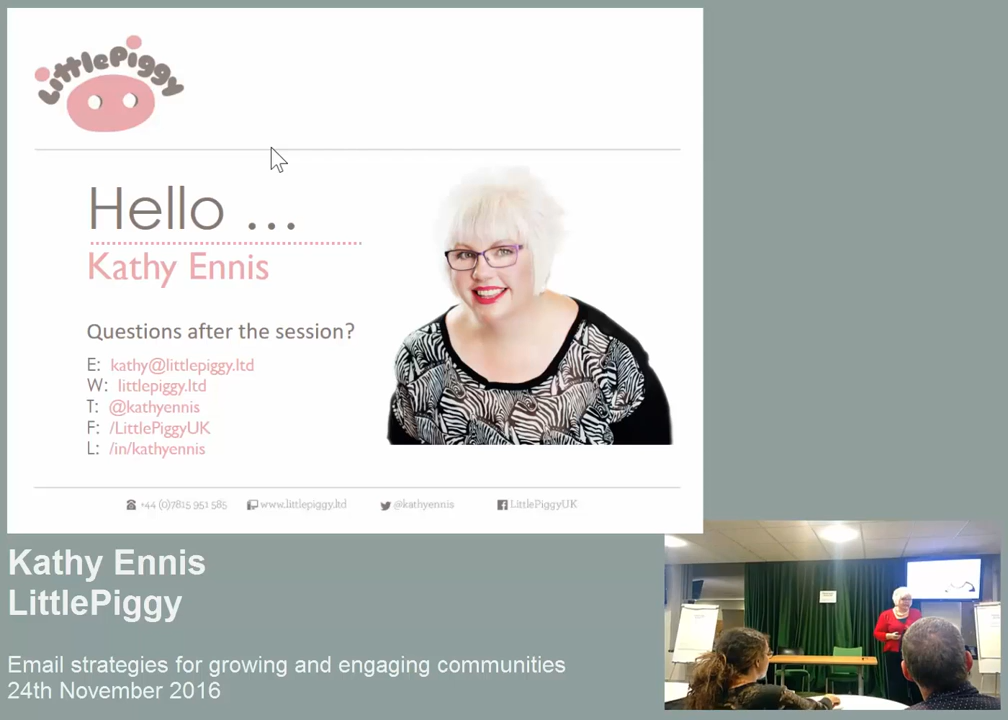 LittlePiggy
Hello ...
Kathy Ennis
Questions after the session?
E: kathy@littlepiggy.ltd
W: littlepiggy.ltd
T: @kathyennis
F: /LittlePiggyUK
L: /in/kathyennis
+44 (0)7815 951 585 www.littlepiggy.ltd @kathyennis LittlePiggyUK
Kathy Ennis
LittlePiggy
Email strategies for growing and engaging communities
24th November 2016